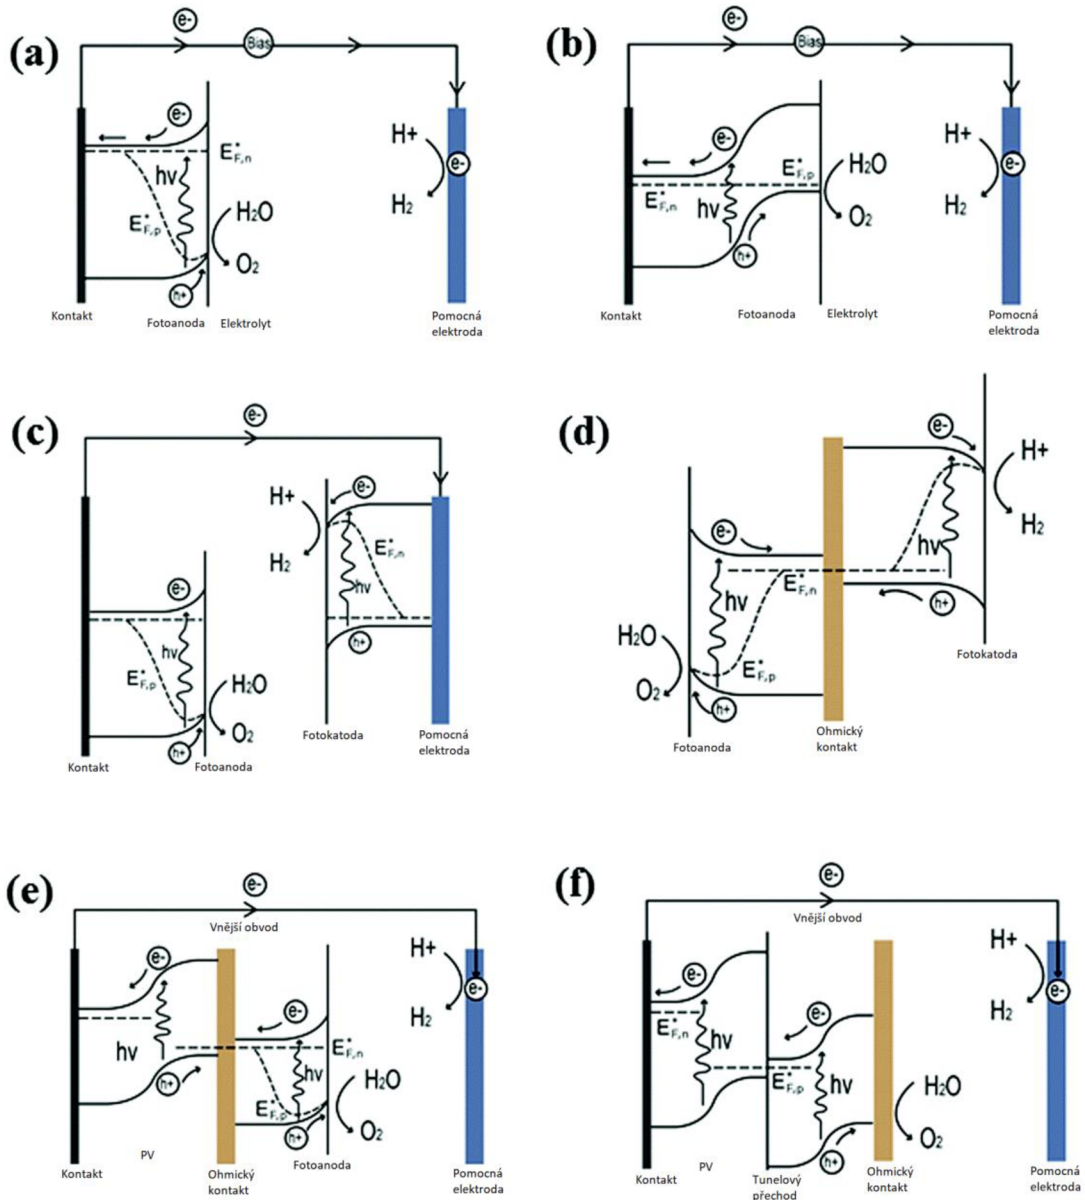 (a)
e-
Bias
e-
E*F,n
hv
E*F,p
H2O
O2
h+
H+
e-
H2
Kontakt
Fotoanoda
Elektrolyt
Pomocná
elektroda
(b)
e-
Bias
e-
E*F,p
E*F,n
hv
H2O
O2
h+
H+
e-
H2
Kontakt
Fotoanoda
Elektrolyt
Pomocná
elektroda
(c)
e-
H+
e-
H2
E*F,n
hv
h+
e-
hv
E*F,p
H2O
O2
h+
Kontakt
Fotoanoda
Fotokatoda
Pomocná
elektroda
(d)
e-
H+
H2
hv
h+
Fotokatoda
e-
E*F,n
hv
H2O
O2
E*F,p
h+
Fotoanoda
Ohmický
kontakt
(e)
e-
Vnější obvod
e-
hv
h+
e-
E*F,n
hv
E*F,p
H2O
O2
h+
H+
e-
H2
Kontakt
PV
Ohmický
kontakt
Fotoanoda
Pomocná
elektroda
(f)
e-
Vnější obvod
e-
E*F,n
hv
e-
E*F,p
hv
h+
H2O
O2
H+
e-
H2
Kontakt
PV
Tunelový
přechod
Ohmický
kontakt
Pomocná
elektroda